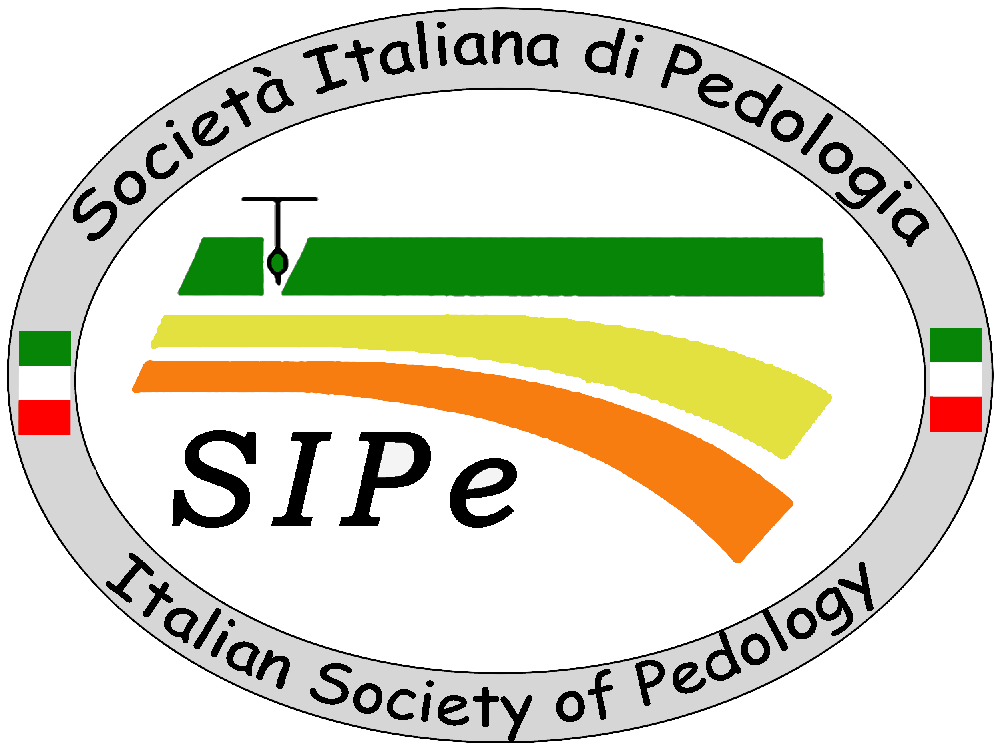 Società Italiana di Pedologia
SIPe
Italian Society of Pedology